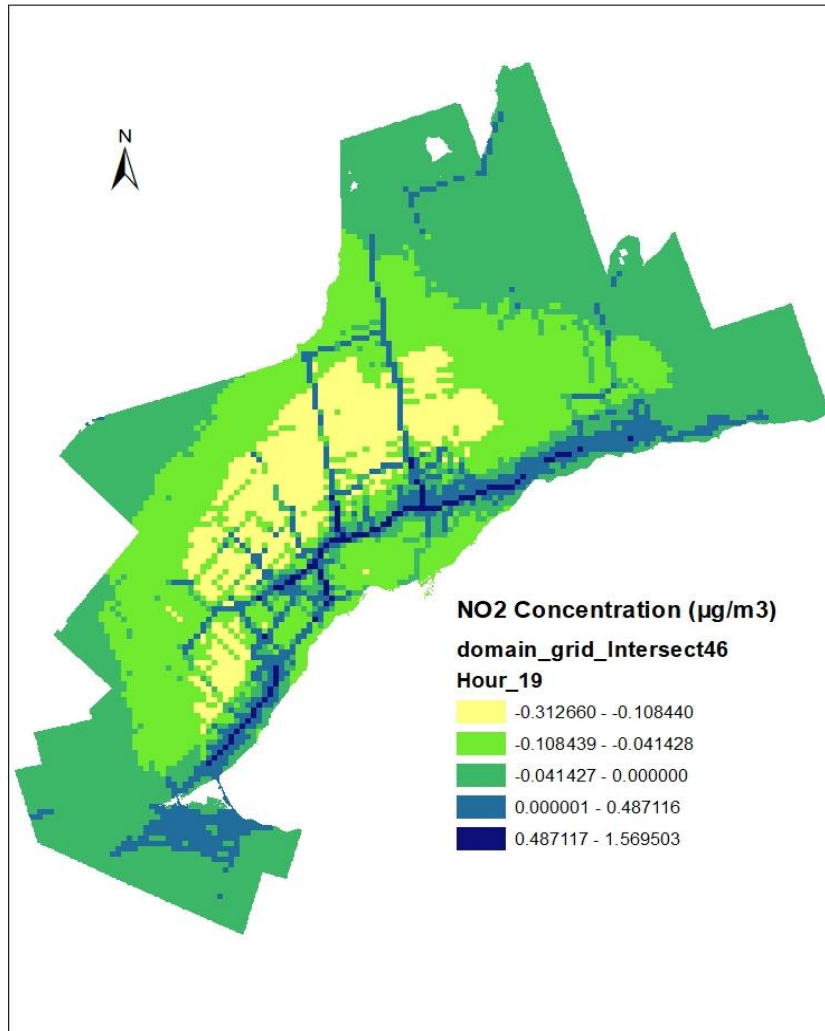 N
NO2 Concentration (µg/m3)
domain_grid_Intersect46
Hour_19
-0.312660 - -0.108440
-0.108439 - -0.041428
-0.041427 - 0.000000
0.000001 - 0.487116
0.487117 - 1.569503